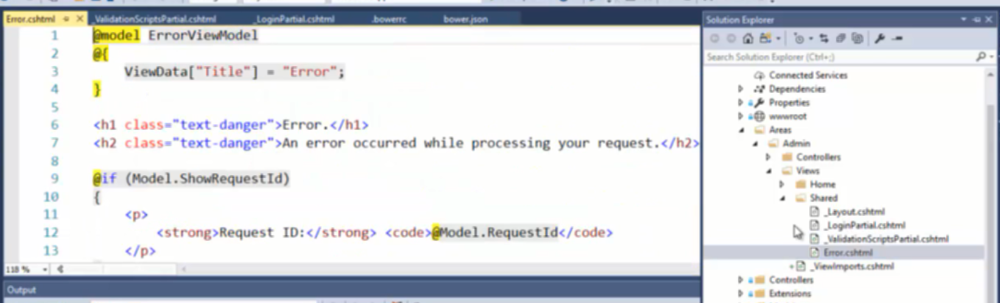 Error.cshtml
_ValidationScriptsPartial.cshtml
_LoginPartial.cshtml
.bowerrc
bower.json
1 @model ErrorViewModel
2 @{
3 ViewData["Title"] = "Error";
4 }
5
6 <h1 class="text-danger">Error.</h1>
7 <h2 class="text-danger">An error occurred while processing your request.</h2>
8
9 @if (Model.ShowRequestId)
10 {
11 <p>
12 <strong>Request ID:</strong> <code>@Model.RequestId</code>
13 </p>
118 %
Output
Solution Explorer
Search Solution Explorer (Ctrl+;)
Connected Services
Dependencies
Properties
wwwroot
Areas
Admin
Controllers
Views
Home
Shared
_Layout.cshtml
_LoginPartial.cshtml
_ValidationScriptsPartial.cshtml
Error.cshtml
_ViewImports.cshtml
Controllers
Extensions